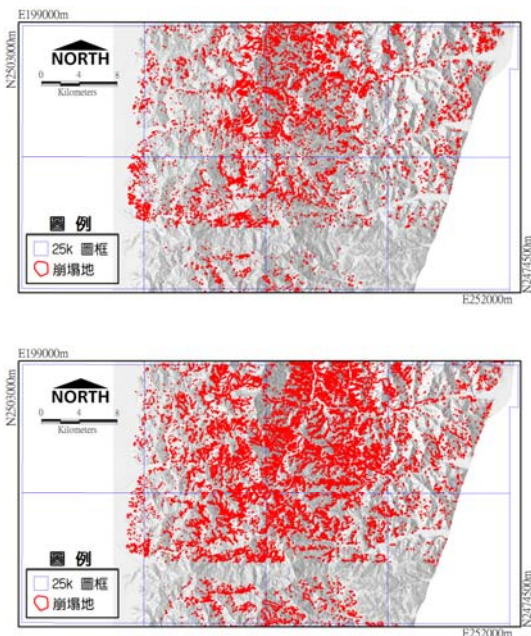 E199000m
N2503000m
NORTH
0 4 8
Kilometers
圖 例
25k 圖框
崩塌地
N2474500m
E252000m
E199000m
N2503000m
NORTH
0 4 8
Kilometers
圖 例
25k 圖框
崩塌地
N2474500m
E252000m